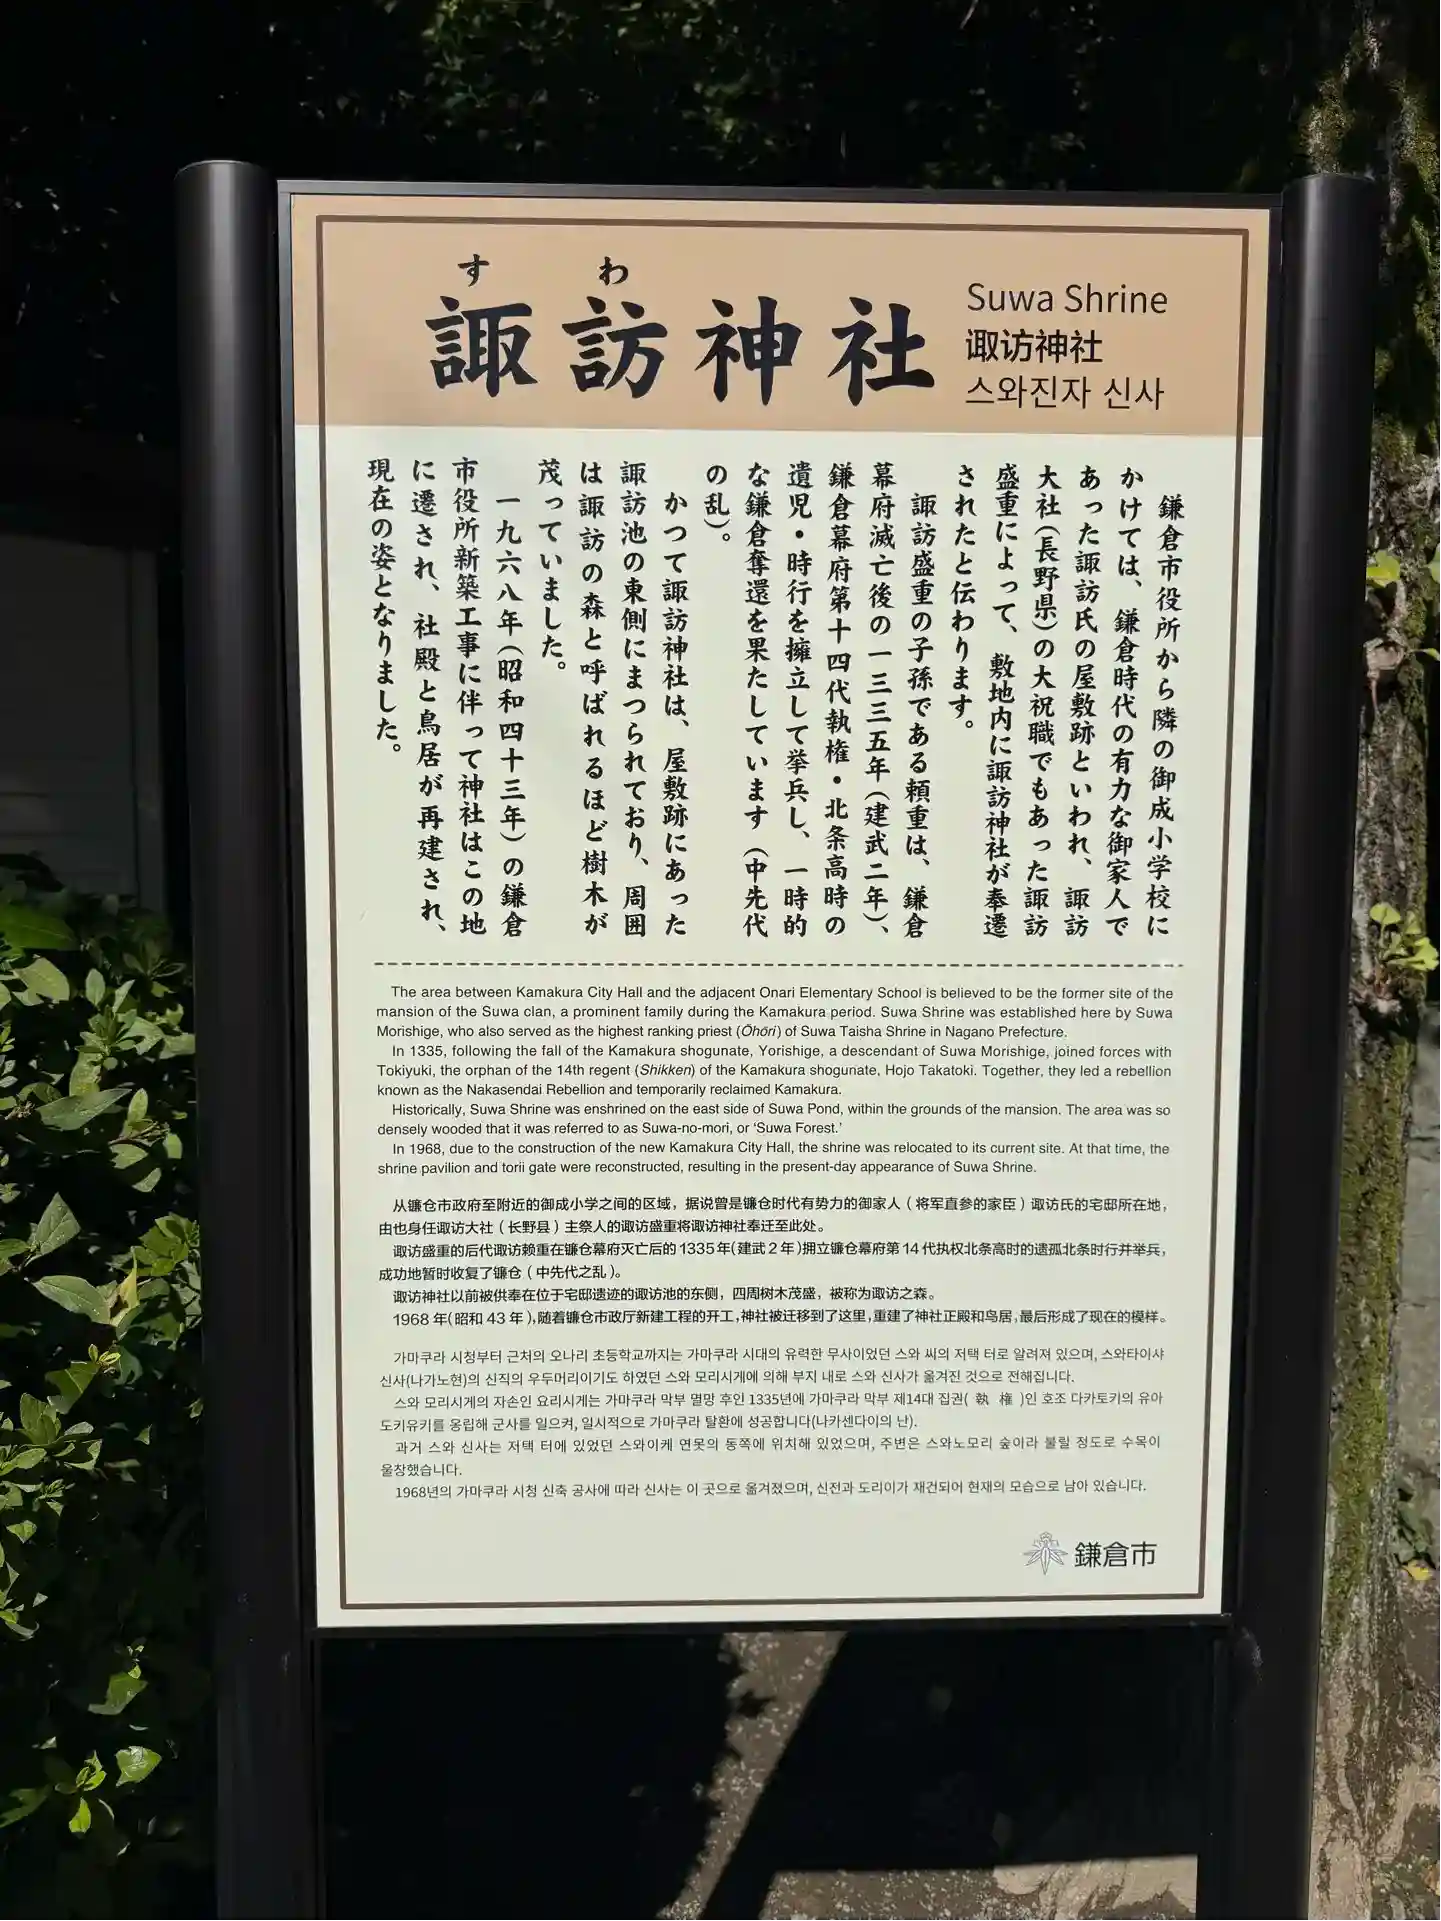 すわ
諏訪神社
Suwa Shrine
诹访神社
스와진자 신사
鎌倉市役所から隣の御成小学校に
かけては、鎌倉時代の有力な御家人で
あった諏訪氏の屋敷跡といわれ、諏訪
大社(長野県)の大祝職でもあった諏訪
盛重によって、敷地内に諏訪神社が奉遷
されたと伝わります。
諏訪盛重の子孫である頼重は、鎌倉
幕府滅亡後の一三三五年(建武二年)、
鎌倉幕府第十四代執権・北条高時の
遺児・時行を擁立して挙兵し、一時的
な鎌倉奪還を果たしています(中先代
の乱)。
かつて諏訪神社は、屋敷跡にあった
諏訪池の東側にまつられており、周囲
は諏訪の森と呼ばれるほど樹木が
茂っていました。
一九六八年(昭和四十三年)の鎌倉
市役所新築工事に伴って神社はこの地
に遷され、社殿と鳥居が再建され、
現在の姿となりました。
The area between Kamakura City Hall and the adjacent Onari Elementary School is believed to be the former site of the
mansion of the Suwa clan, a prominent family during the Kamakura period. Suwa Shrine was established here by Suwa
Morishige, who also served as the highest ranking priest (Ōhōri) of Suwa Taisha Shrine in Nagano Prefecture.
In 1335, following the fall of the Kamakura shogunate, Yorishige, a descendant of Suwa Morishige, joined forces with
Tokiyuki, the orphan of the 14th regent (Shikken) of the Kamakura shogunate, Hojo Takatoki. Together, they led a rebellion
known as the Nakasendai Rebellion and temporarily reclaimed Kamakura.
Historically, Suwa Shrine was enshrined on the east side of Suwa Pond, within the grounds of the mansion. The area was so
densely wooded that it was referred to as Suwa-no-mori, or ‘Suwa Forest.’
In 1968, due to the construction of the new Kamakura City Hall, the shrine was relocated to its current site. At that time, the
shrine pavilion and torii gate were reconstructed, resulting in the present-day appearance of Suwa Shrine.
从镰仓市政府至附近的御成小学之间的区域，据说曾是镰仓时代有势力的御家人（将军直参的家臣）诹访氏的宅邸所在地，
由也身任诹访大社（长野县）主祭人的诹访盛重将诹访神社奉迁至此处。
诹访盛重的后代诹访赖重在镰仓幕府灭亡后的1335年(建武2年)拥立镰仓幕府第14代执权北条高时的遗孤北条时行并举兵，
成功地暂时收复了镰仓（中先代之乱）。
诹访神社以前被供奉在位于宅邸遗迹的诹访池的东侧，四周树木茂盛，被称为诹访之森。
1968年(昭和43年),随着镰仓市政厅新建工程的开工,神社被迁移到了这里,重建了神社正殿和鸟居,最后形成了现在的模样。
가마쿠라 시청부터 근처의 오나리 초등학교까지는 가마쿠라 시대의 유력한 무사이었던 스와 씨의 저택 터로 알려져 있으며, 스와타이샤
신사(나가노현)의 신직의 우두머리이기도 하였던 스와 모리시게에 의해 부지 내로 스와 신사가 옮겨진 것으로 전해집니다.
스와 모리시게의 자손인 요리시게는 가마쿠라 막부 멸망 후인 1335년에 가마쿠라 막부 제14대 집권( 執 権 )인 호조 다카토키의 유아
도키유키를 옹립해 군사를 일으켜, 일시적으로 가마쿠라 탈환에 성공합니다(나카센다이의 난).
과거 스와 신사는 저택 터에 있었던 스와이케 연못의 동쪽에 위치해 있었으며, 주변은 스와노모리 숲이라 불릴 정도로 수목이
울창했습니다.
1968년의 가마쿠라 시청 신축 공사에 따라 신사는 이 곳으로 옮겨졌으며, 신전과 도리이가 재건되어 현재의 모습으로 남아 있습니다.
鎌倉市